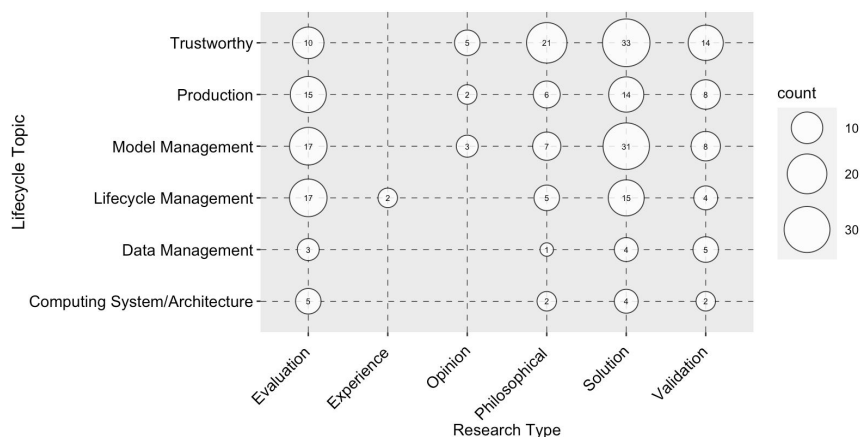 Trustworthy 10 5 21 33 14
Production 15 2 6 14 8
Model Management 17 3 7 31 8
Lifecycle Management 17 2 5 15 4
Data Management 3 1 4 5
Computing System/Architecture 5 2 4 2
Lifecycle Topic
Evaluation
Experience
Opinion
Philosophical
Solution
Validation
Research Type
count
10
20
30